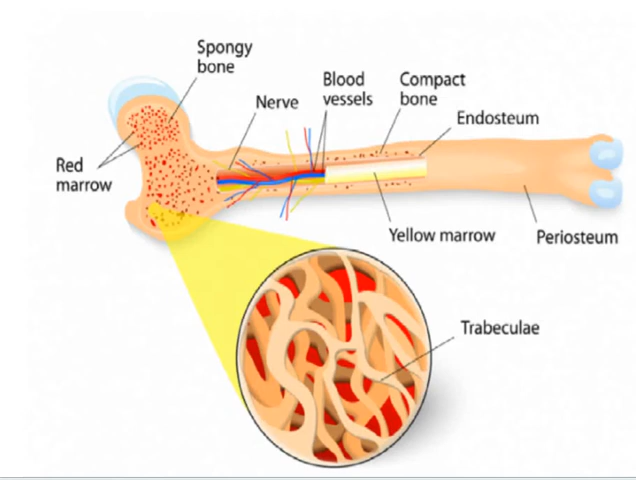 Spongy
bone
Blood
vessels
Compact
bone
Nerve
Endosteum
Red
marrow
Yellow marrow
Periosteum
Trabeculae